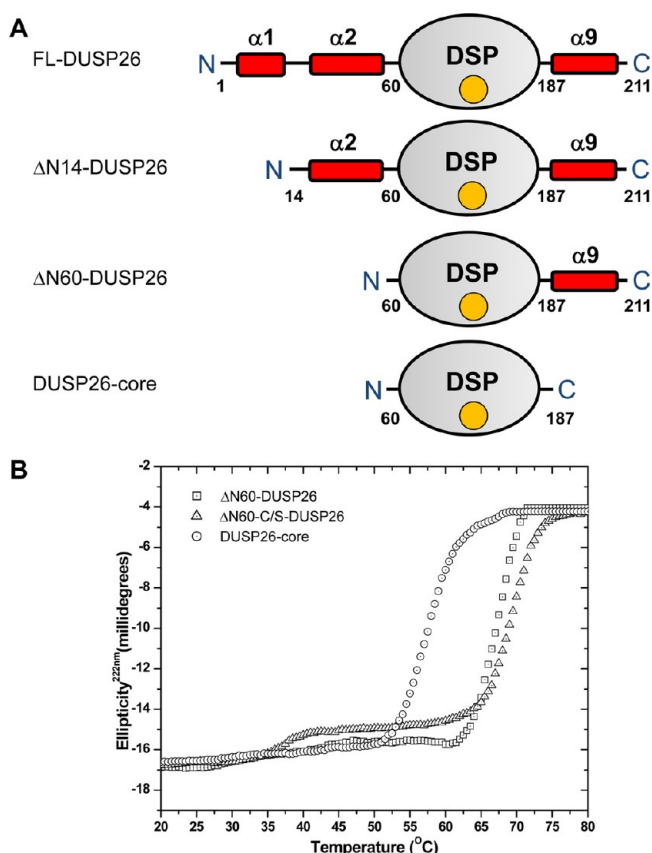 A
FL-DUSP26
N α1 α2 DSP α9 C
1 60 187 211
ΔN14-DUSP26
N α2 DSP α9 C
14 60 187 211
ΔN60-DUSP26
N DSP α9 C
60 187 211
DUSP26-core
N DSP C
60 187
B
ΔN60-DUSP26
ΔN60-C/S-DUSP26
DUSP26-core
Ellipticity222nm(millidegrees)
-2
-4
-6
-8
-10
-12
-14
-16
-18
20 25 30 35 40 45 50 55 60 65 70 75 80
Temperature (OC)